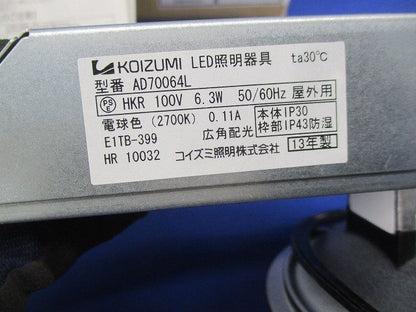 KOIZUMI LED照明器具 ta30℃
型番 AD70064L
PSE HKR 100V 6.3W 50/60Hz 屋外用
電球色 (2700K) 0.11A 本体IP30
E1TB-399 広角配光 枠部IP43防湿
HR 10032 コイズミ照明株式会社 13年製